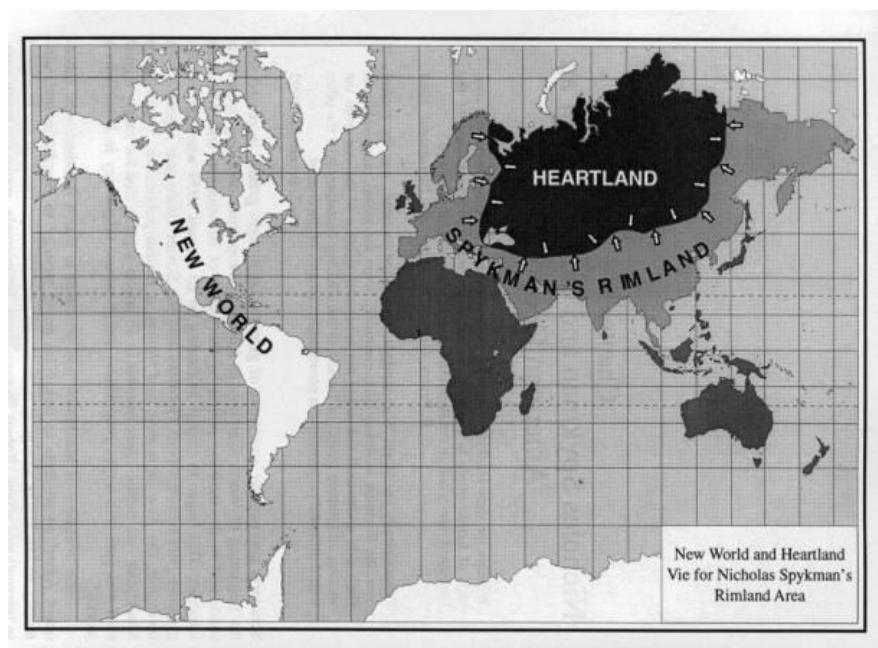 HEARTLAND
NEW WORLD
SPYKMAN'S RIMLAND
New World and Heartland
Vie for Nicholas Spykman's
Rimland Area